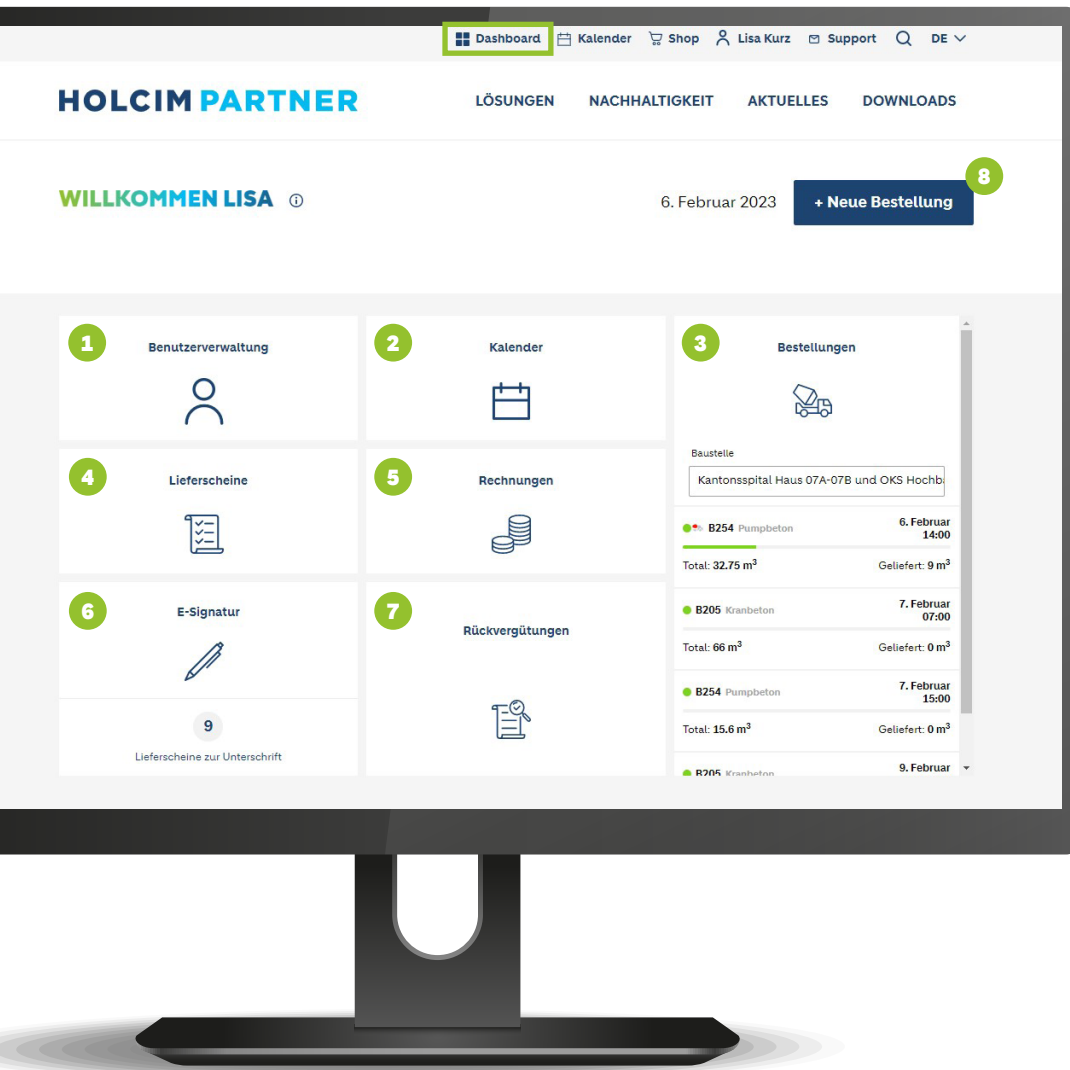 Dashboard Kalender Shop Lisa Kurz Support DE
HOLCIM PARTNER
LÖSUNGEN NACHHALTIGKEIT AKTUELLES DOWNLOADS
8
WILLKOMMEN LISA
6. Februar 2023
+ Neue Bestellung
1
Benutzerverwaltung
2
Kalender
3
Bestellungen
Baustelle
Kantonsspital Haus 07A-07B und OKS
4
Lieferscheine
5
Rechnungen
B254 Pumpbeton 6. Februar
14:00
Total: 32.75 m³ Geliefert: 9 m³
B205 Kranbeton 7. Februar
07:00
Total: 66 m³ Geliefert: 0 m³
6
E-Signatur
9
Lieferscheine zur Unterschrift
7
Rückvergütungen
B254 Pumpbeton 7. Februar
15:00
Total: 15.6 m³ Geliefert: 0 m³
B205 Kranbeton 9. Februar